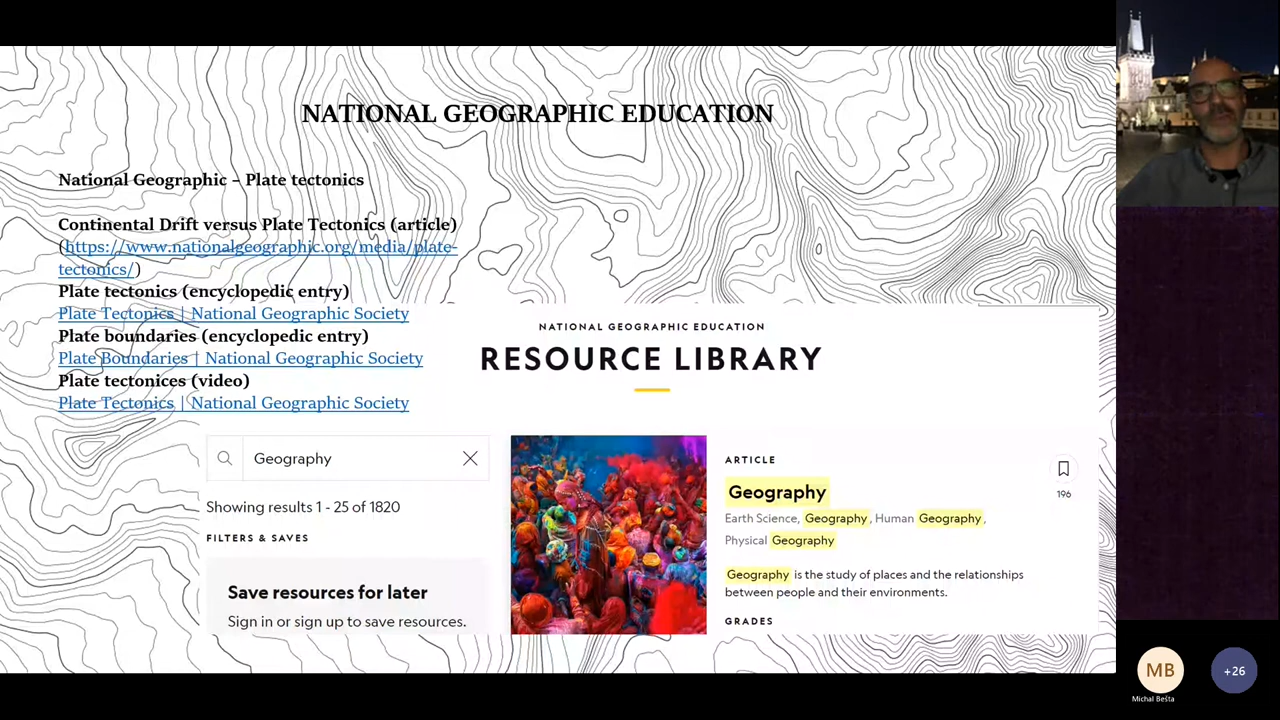 NATIONAL GEOGRAPHIC EDUCATION
National Geographic – Plate tectonics
Continental Drift versus Plate Tectonics (article)
(https://www.nationalgeographic.org/media/plate-
tectonics/)
Plate tectonics (encyclopedic entry)
Plate Tectonics | National Geographic Society
Plate boundaries (encyclopedic entry)
Plate Boundaries | National Geographic Society
Plate tectonices (video)
Plate Tectonics | National Geographic Society
NATIONAL GEOGRAPHIC EDUCATION
RESOURCE LIBRARY
Geography
Showing results 1 - 25 of 1820
FILTERS & SAVES
Save resources for later
Sign in or sign up to save resources.
ARTICLE
Geography
196
Earth Science, Geography, Human Geography,
Physical Geography
Geography is the study of places and the relationships
between people and their environments.
GRADES
MB
Michal Bešta
+26